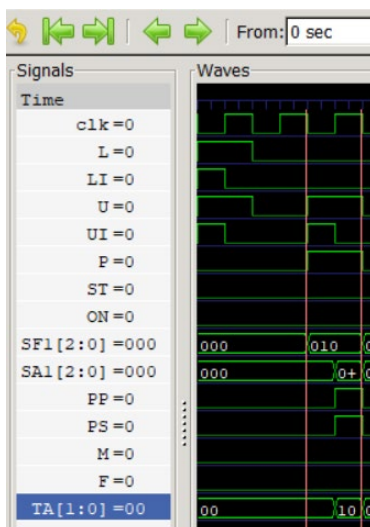 From: 0 sec
Signals
Waves
Time
clk=0
L=0
LI=0
U=0
UI=0
P=0
ST=0
ON=0
SF1[2:0]=000 000 010
SA1[2:0]=000 000 0+
PP=0
PS=0
M=0
F=0
TA[1:0]=00 00 10